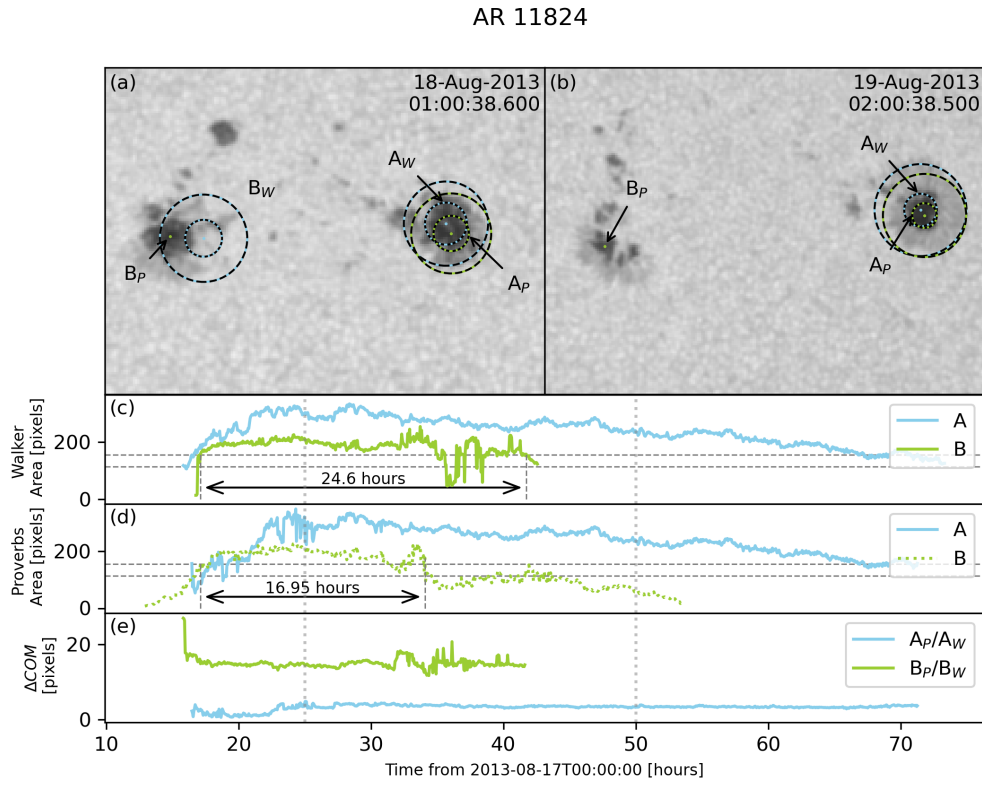 AR 11824
(a)
18-Aug-2013
01:00:38.600
A_W
B_W
B_P
A_P
(b)
19-Aug-2013
02:00:38.500
A_W
B_P
A_P
(c)
Walker
Area [pixels]
200
0
24.6 hours
A
B
(d)
Proverbs
Area [pixels]
200
0
16.95 hours
A
B
(e)
ΔCOM
[pixels]
20
0
A_P/A_W
B_P/B_W
10 20 30 40 50 60 70
Time from 2013-08-17T00:00:00 [hours]